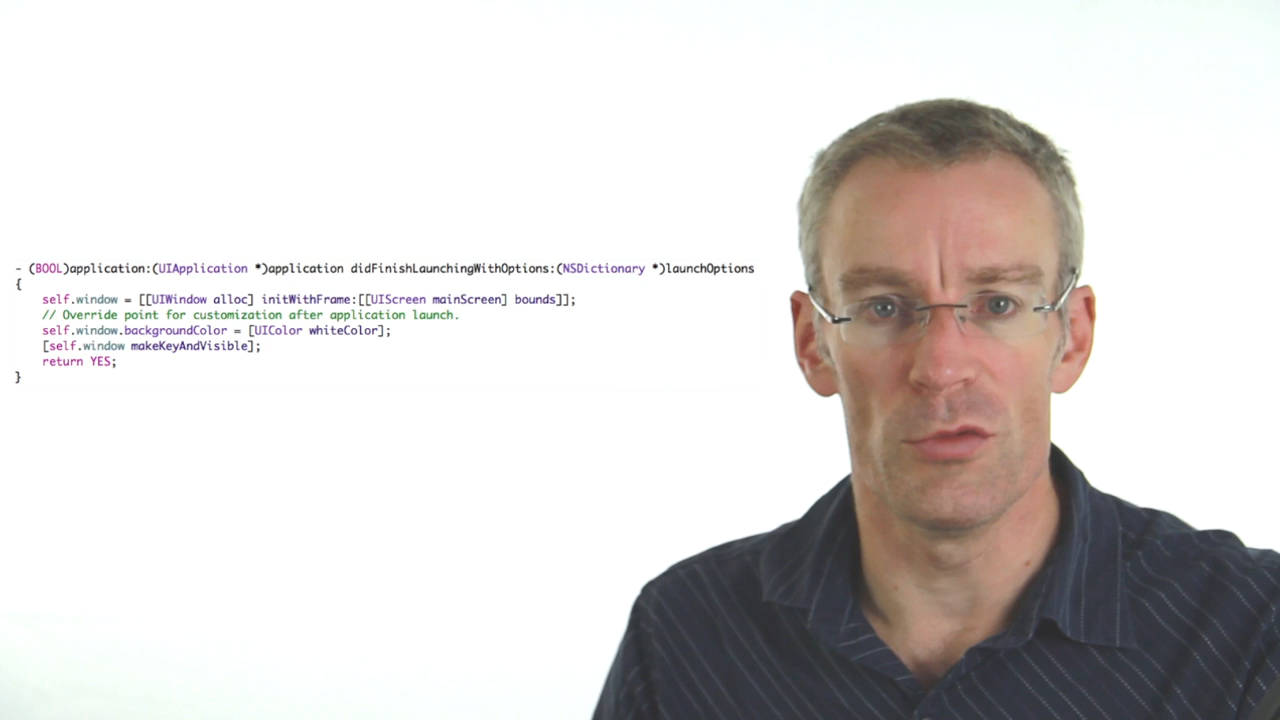 - (BOOL)application:(UIApplication *)application didFinishLaunchingWithOptions:(NSDictionary *)launchOptions
{
self.window = [[UIWindow alloc] initWithFrame:[[UIScreen mainScreen] bounds]];
// Override point for customization after application launch.
self.window.backgroundColor = [UIColor whiteColor];
[self.window makeKeyAndVisible];
return YES;
}